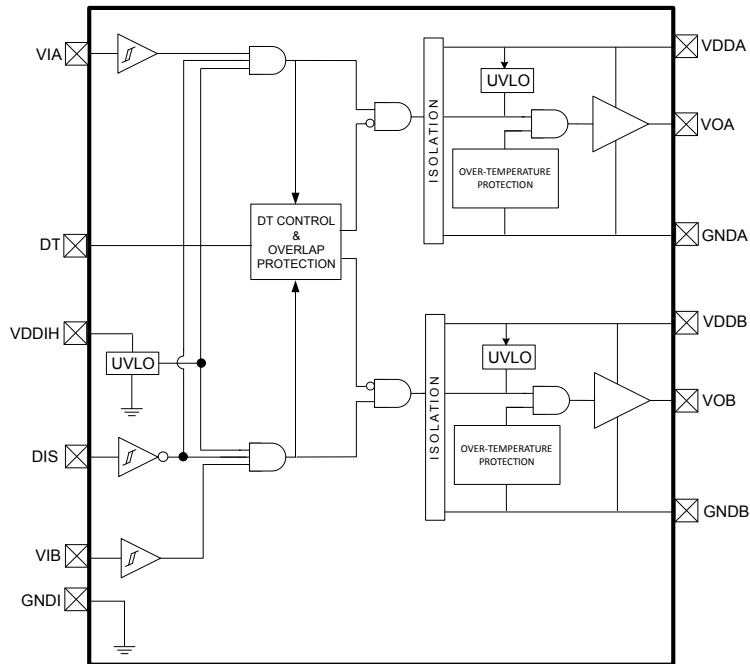 VIA
DT
VDDIH
DIS
VIB
GNDI
UVLO
DT CONTROL
&
OVERLAP
PROTECTION
ISOLATION
UVLO
OVER-TEMPERATURE
PROTECTION
VDDA
VOA
GNDA
ISOLATION
UVLO
OVER-TEMPERATURE
PROTECTION
VDDB
VOB
GNDB